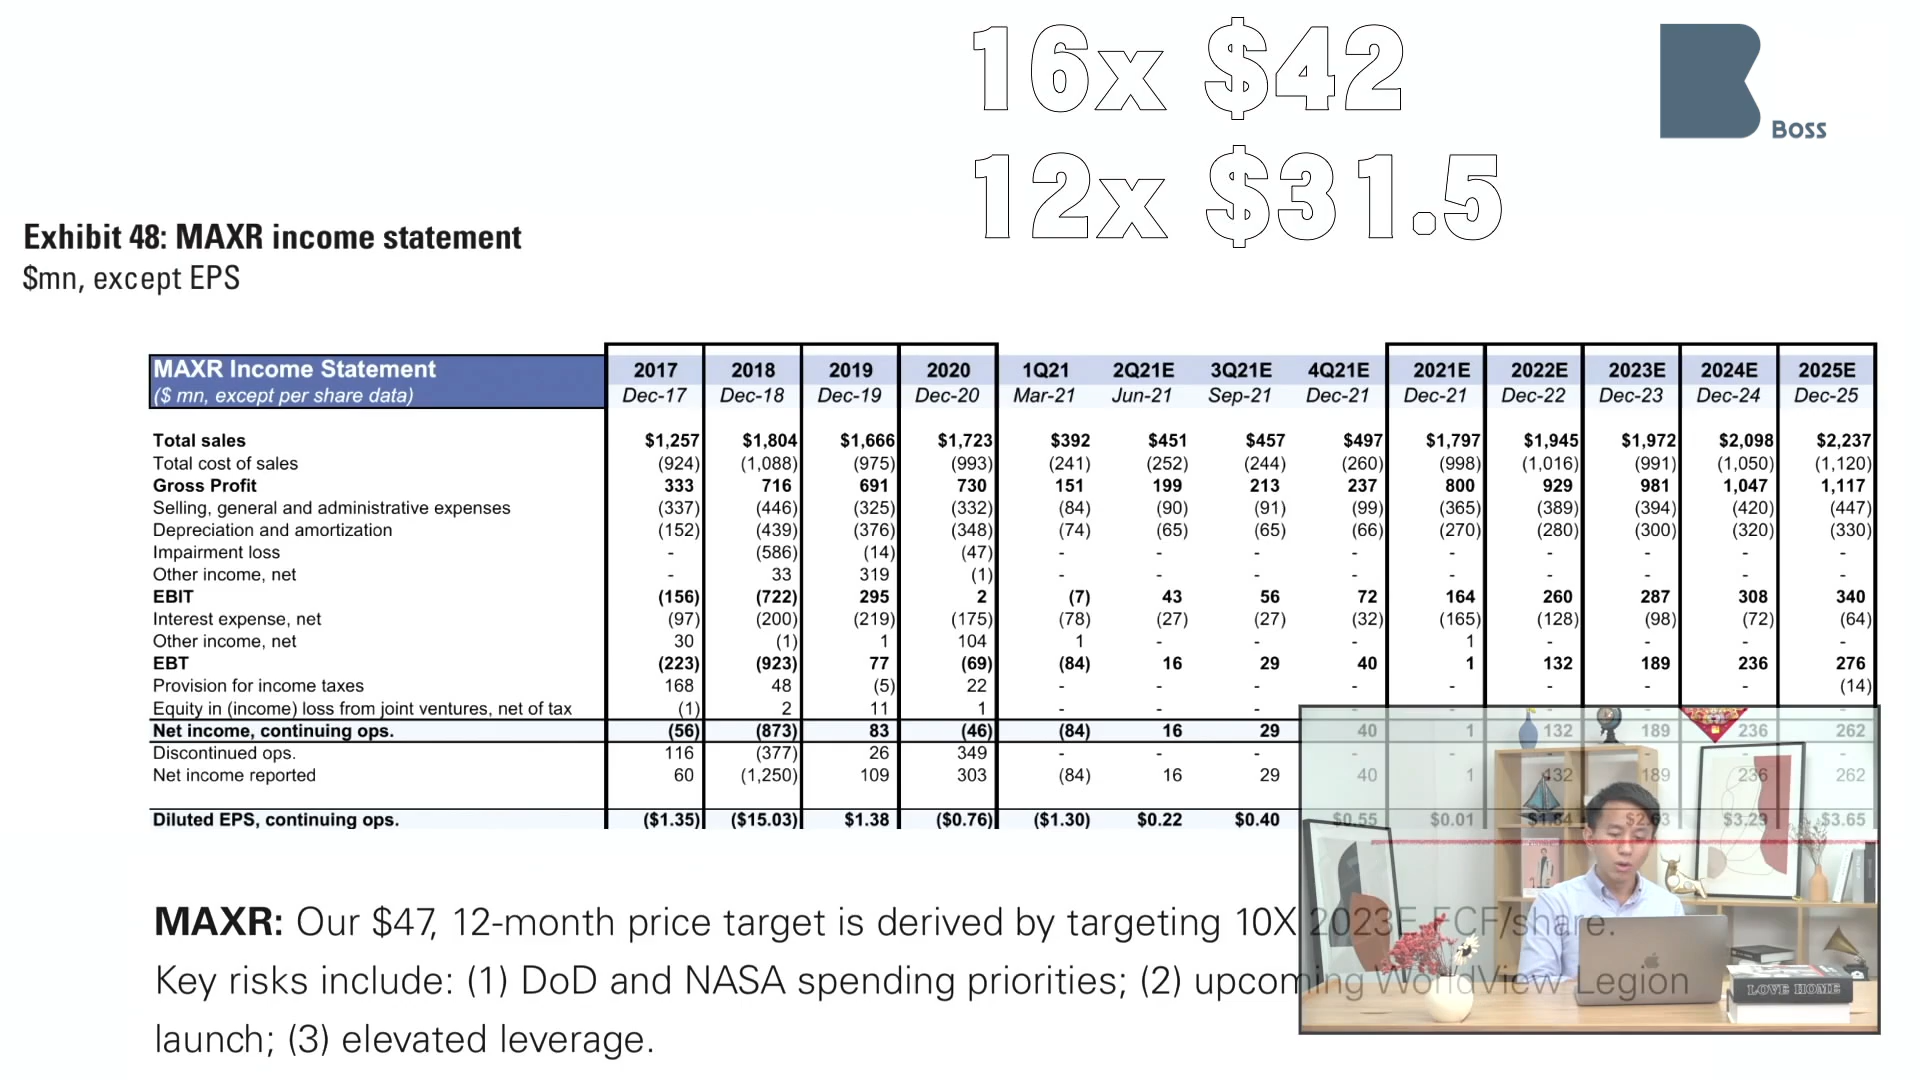 16x $42
12x $31.5
Boss
Exhibit 48: MAXR income statement
$mn, except EPS
MAXR Income Statement 2017 2018 2019 2020 1Q21 2Q21E 3Q21E 4Q21E 2021E 2022E 2023E 2024E 2025E
($ mn, except per share data) Dec-17 Dec-18 Dec-19 Dec-20 Mar-21 Jun-21 Sep-21 Dec-21 Dec-21 Dec-22 Dec-23 Dec-24 Dec-25
Total sales $1,257 $1,804 $1,666 $1,723 $392 $451 $457 $497 $1,797 $1,945 $1,972 $2,098 $2,237
Total cost of sales (924) (1,088) (975) (993) (241) (252) (244) (260) (998) (1,016) (991) (1,050) (1,120)
Gross Profit 333 716 691 730 151 199 213 237 800 929 981 1,047 1,117
Selling, general and administrative expenses (337) (446) (325) (332) (84) (90) (91) (99) (365) (389) (394) (420) (447)
Depreciation and amortization (152) (439) (376) (348) (74) (65) (65) (66) (270) (280) (300) (320) (330)
Impairment loss - (586) (14) (47) - - - - - - - - -
Other income, net - 33 319 (1) - - - - - - - - -
EBIT (156) (722) 295 2 (7) 43 56 72 164 260 287 308 340
Interest expense, net (97) (200) (219) (175) (78) (27) (27) (32) (165) (128) (98) (72) (64)
Other income, net 30 (1) 1 104 1 - - - 1 - - - -
EBT (223) (923) 77 (69) (84) 16 29 40 1 132 189 236 276
Provision for income taxes 168 48 (5) 22 - - - - - - - - (14)
Equity in (income) loss from joint ventures, net of tax (1) 2 11 1 - - - - - - - - -
Net income, continuing ops. (56) (873) 83 (46) (84) 16 29 40 1 132 189 236 262
Discontinued ops. 116 (377) 26 349 - - - - - - - - -
Net income reported 60 (1,250) 109 303 (84) 16 29 40 1 132 189 236 262
Diluted EPS, continuing ops. ($1.35) ($15.03) $1.38 ($0.76) ($1.30) $0.22 $0.40 $0.55 $0.01 $1.84 $2.63 $3.29 $3.65
MAXR: Our $47, 12-month price target is derived by targeting 10X 2023E FCF/share.
Key risks include: (1) DoD and NASA spending priorities; (2) upcoming WorldView Legion
launch; (3) elevated leverage.
LOVE HOME